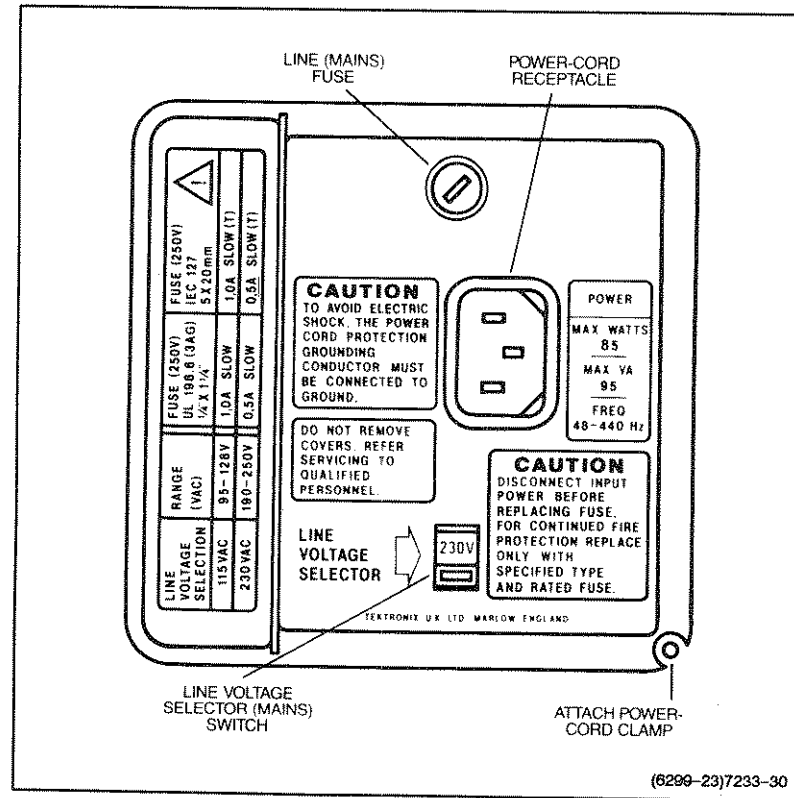 LINE (MAINS)
FUSE
POWER-CORD
RECEPTACLE
LINE
VOLTAGE
SELECTION
RANGE
(VAC)
FUSE (250V)
UL 198.6 (3AG)
¼" X 1¼"
FUSE (250V)
IEC 127
5 X 20mm
!
115 VAC
95-128V
1,0A SLOW
1,0A SLOW (T)
230 VAC
190-250V
0,5A SLOW
0,5A SLOW (T)
CAUTION
TO AVOID ELECTRIC
SHOCK, THE POWER
CORD PROTECTION
GROUNDING
CONDUCTOR MUST
BE CONNECTED TO
GROUND.
POWER
MAX WATTS
85
MAX VA
95
FREQ
48-440 Hz
DO NOT REMOVE
COVERS. REFER
SERVICING TO
QUALIFIED
PERSONNEL.
CAUTION
DISCONNECT INPUT
POWER BEFORE
REPLACING FUSE.
FOR CONTINUED FIRE
PROTECTION REPLACE
ONLY WITH
SPECIFIED TYPE
AND RATED FUSE.
LINE
VOLTAGE
SELECTOR
230V
TEKTRONIX UK LTD MARLOW ENGLAND
LINE VOLTAGE
SELECTOR (MAINS)
SWITCH
ATTACH POWER-
CORD CLAMP
(6299-23)7233-30